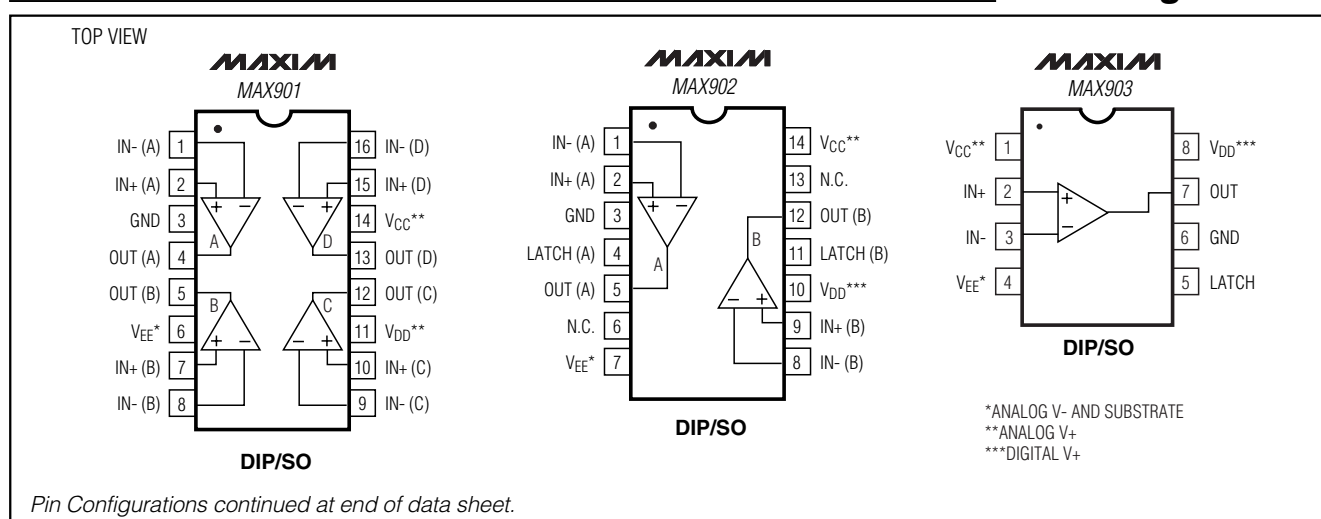 TOP VIEW
MAXIM
MAX901
IN- (A) 1
IN+ (A) 2
GND 3
OUT (A) 4
OUT (B) 5
VEE* 6
IN+ (B) 7
IN- (B) 8
16 IN- (D)
15 IN+ (D)
14 VCC**
13 OUT (D)
12 OUT (C)
11 VDD**
10 IN+ (C)
9 IN- (C)
+ −
− +
A
D
B
C
− +
− +
DIP/SO
MAXIM
MAX902
IN- (A) 1
IN+ (A) 2
GND 3
LATCH (A) 4
OUT (A) 5
N.C. 6
VEE* 7
14 VCC**
13 N.C.
12 OUT (B)
11 LATCH (B)
10 VDD***
9 IN+ (B)
8 IN- (B)
+ −
A
B
− +
DIP/SO
MAXIM
MAX903
VCC** 1
IN+ 2
IN- 3
VEE* 4
8 VDD***
7 OUT
6 GND
5 LATCH
+
−
DIP/SO
*ANALOG V- AND SUBSTRATE
**ANALOG V+
***DIGITAL V+
Pin Configurations continued at end of data sheet.